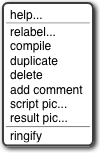 help...
relabel...
compile
duplicate
delete
add comment
script pic...
result pic...
ringify